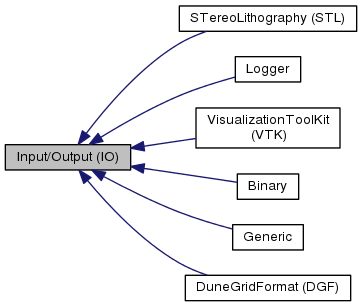 STereoLithography (STL)
Logger
VisualizationToolKit
(VTK)
Input/Output (IO)
Binary
Generic
DuneGridFormat (DGF)